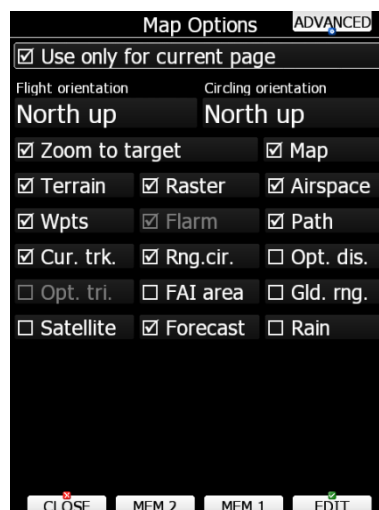 Map Options ADVANCED
Use only for current page
Flight orientation Circling orientation
North up North up
Zoom to target Map
Terrain Raster Airspace
Wpts Flarm Path
Cur. trk. Rng.cir. Opt. dis.
Opt. tri. FAI area Gld. rng.
Satellite Forecast Rain
CLOSE MEM 2 MEM 1 EDIT